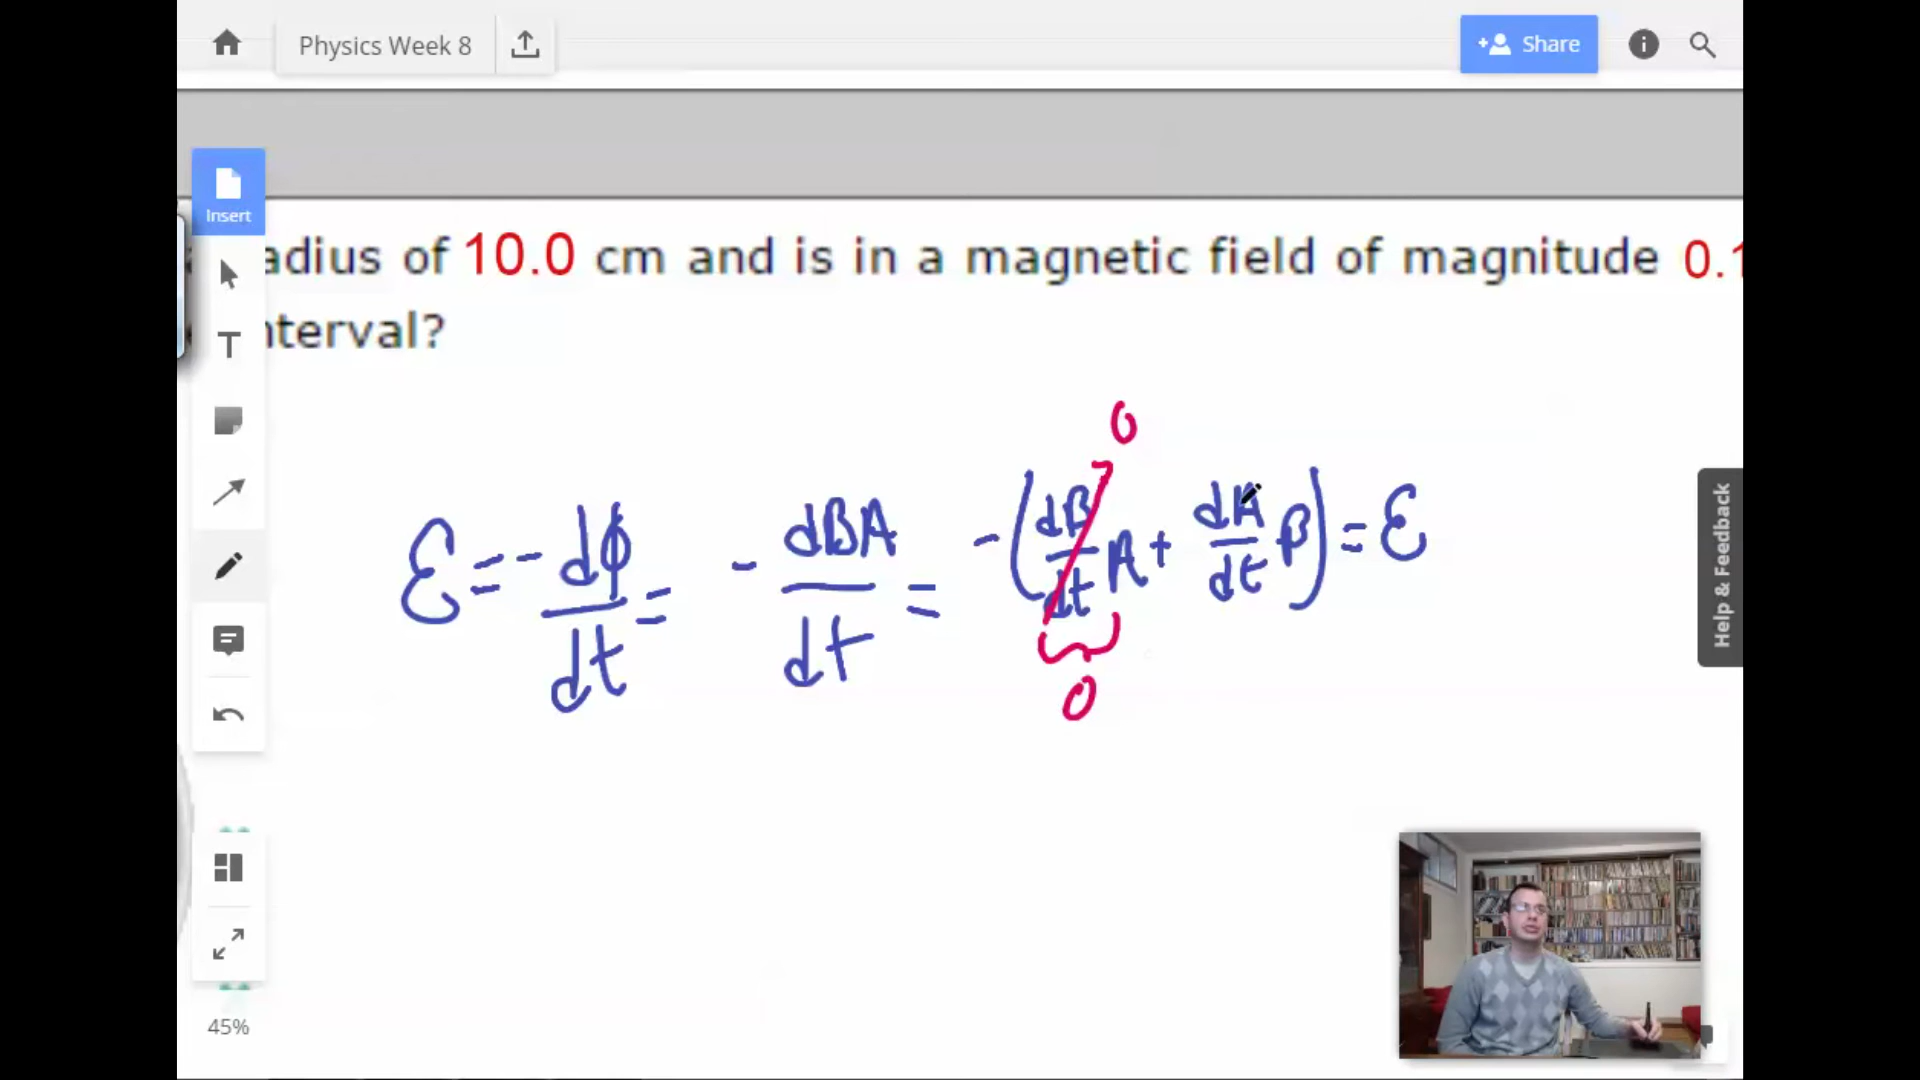 Physics Week 8
Share
Insert
adius of 10.0 cm and is in a magnetic field of magnitude 0.1
nterval?
T
0
ℰ = - dϕ/dt = - dBA/dt = - (dB/dt A + dA/dt B) = ℰ
0
Help & Feedback
45%